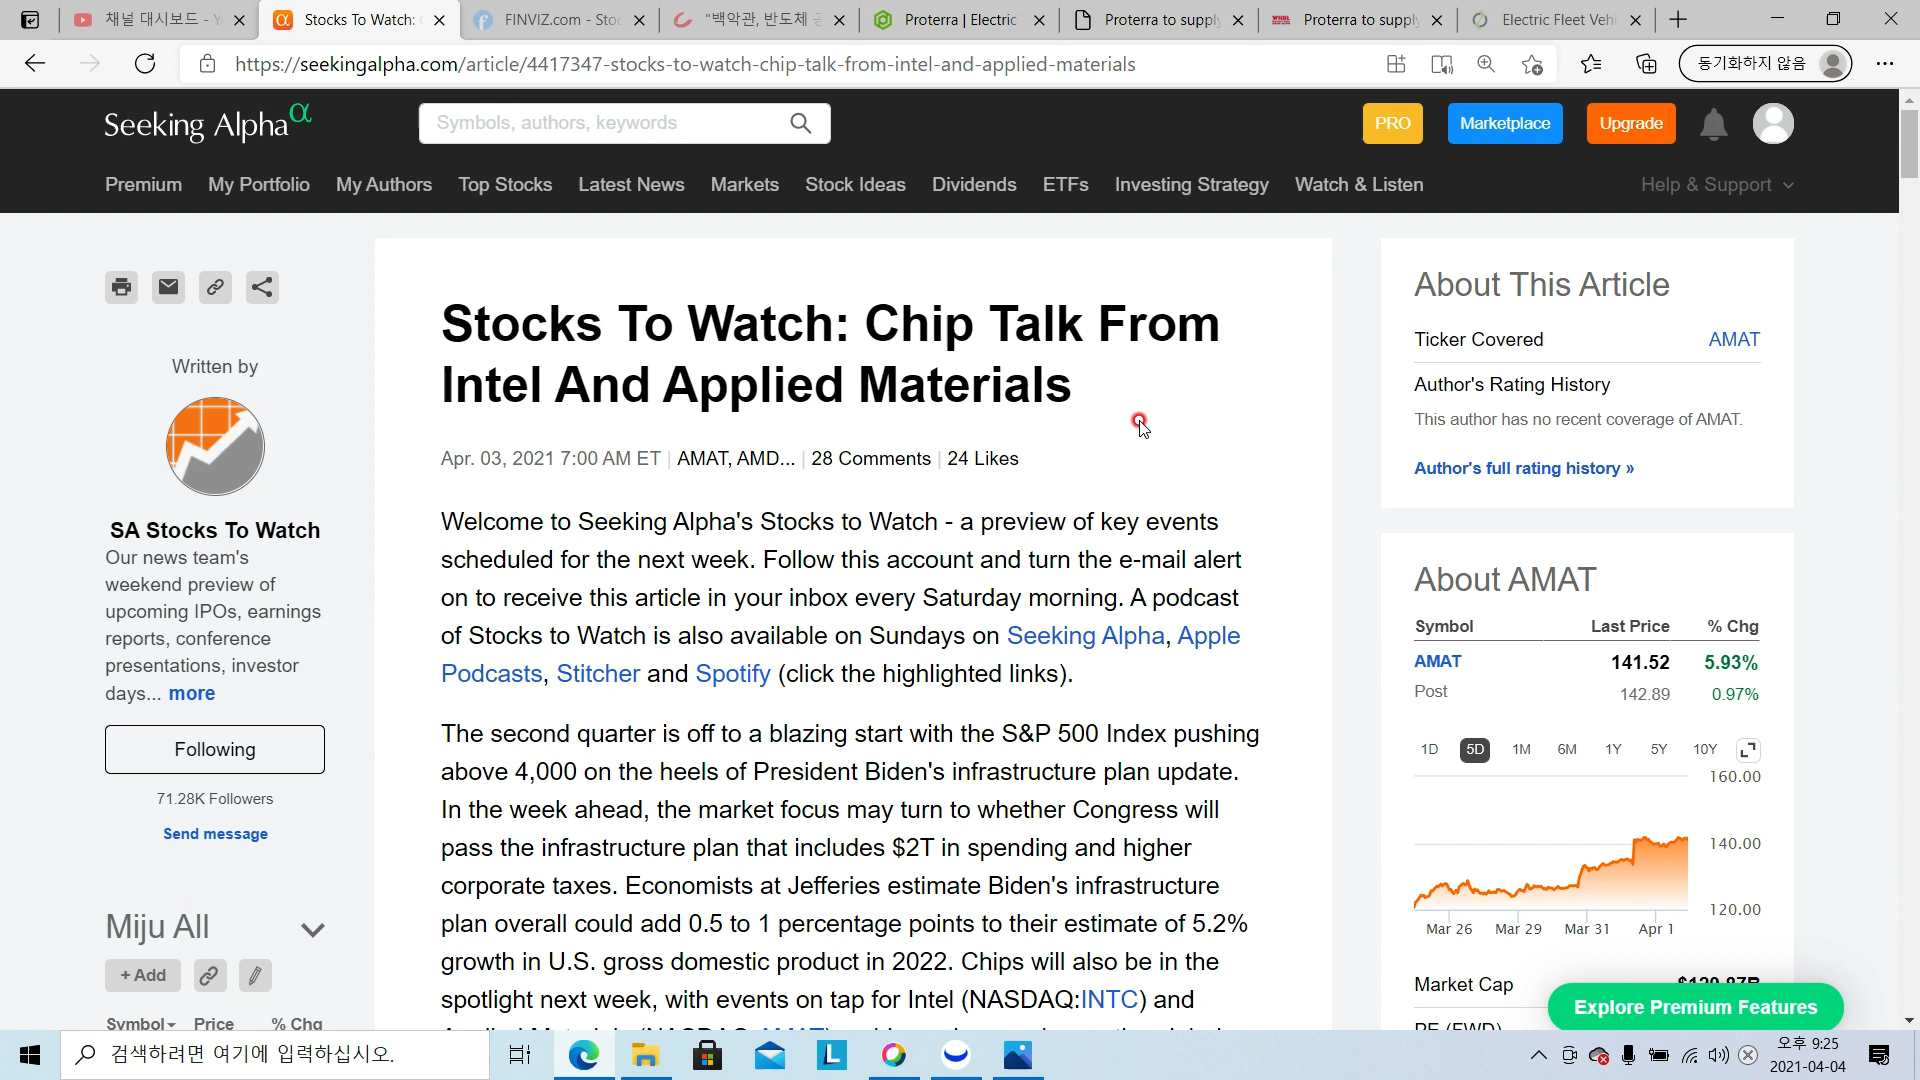 채널 대시보드 - Y
Stocks To Watch:
FINVIZ.com - Stoc
"백악관, 반도체
Proterra | Electric
Proterra to supply
Proterra to supply
Electric Fleet Vehi
https://seekingalpha.com/article/4417347-stocks-to-watch-chip-talk-from-intel-and-applied-materials
동기화하지 않음
Seeking Alpha α
Symbols, authors, keywords
PRO
Marketplace
Upgrade
Premium
My Portfolio
My Authors
Top Stocks
Latest News
Markets
Stock Ideas
Dividends
ETFs
Investing Strategy
Watch & Listen
Help & Support
Written by
SA Stocks To Watch
Our news team's
weekend preview of
upcoming IPOs, earnings
reports, conference
presentations, investor
days... more
Following
71.28K Followers
Send message
Miju All
+ Add
Symbol Price % Chg
Stocks To Watch: Chip Talk From
Intel And Applied Materials
Apr. 03, 2021 7:00 AM ET | AMAT, AMD... | 28 Comments | 24 Likes
Welcome to Seeking Alpha's Stocks to Watch - a preview of key events
scheduled for the next week. Follow this account and turn the e-mail alert
on to receive this article in your inbox every Saturday morning. A podcast
of Stocks to Watch is also available on Sundays on Seeking Alpha, Apple
Podcasts, Stitcher and Spotify (click the highlighted links).
The second quarter is off to a blazing start with the S&P 500 Index pushing
above 4,000 on the heels of President Biden's infrastructure plan update.
In the week ahead, the market focus may turn to whether Congress will
pass the infrastructure plan that includes $2T in spending and higher
corporate taxes. Economists at Jefferies estimate Biden's infrastructure
plan overall could add 0.5 to 1 percentage points to their estimate of 5.2%
growth in U.S. gross domestic product in 2022. Chips will also be in the
spotlight next week, with events on tap for Intel (NASDAQ:INTC) and
About This Article
Ticker Covered AMAT
Author's Rating History
This author has no recent coverage of AMAT.
Author's full rating history »
About AMAT
Symbol Last Price % Chg
AMAT 141.52 5.93%
Post 142.89 0.97%
1D 5D 1M 6M 1Y 5Y 10Y
160.00
140.00
120.00
Mar 26 Mar 29 Mar 31 Apr 1
Market Cap
Explore Premium Features
PE (FWD)
검색하려면 여기에 입력하십시오.
오후 9:25
2021-04-04